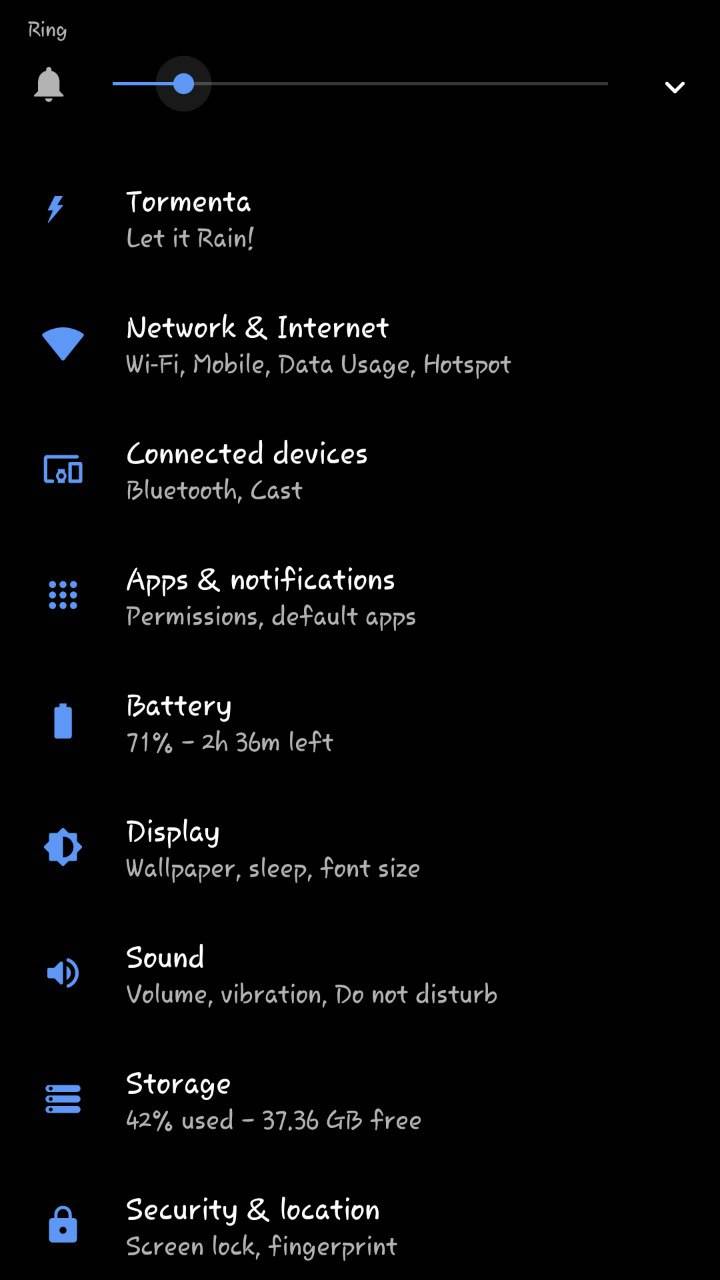 Ring
Tormenta
Let it Rain!
Network & Internet
Wi-Fi, Mobile, Data Usage, Hotspot
Connected devices
Bluetooth, Cast
Apps & notifications
Permissions, default apps
Battery
71% – 2h 36m left
Display
Wallpaper, sleep, font size
Sound
Volume, vibration, Do not disturb
Storage
42% used – 37.36 GB free
Security & location
Screen lock, fingerprint